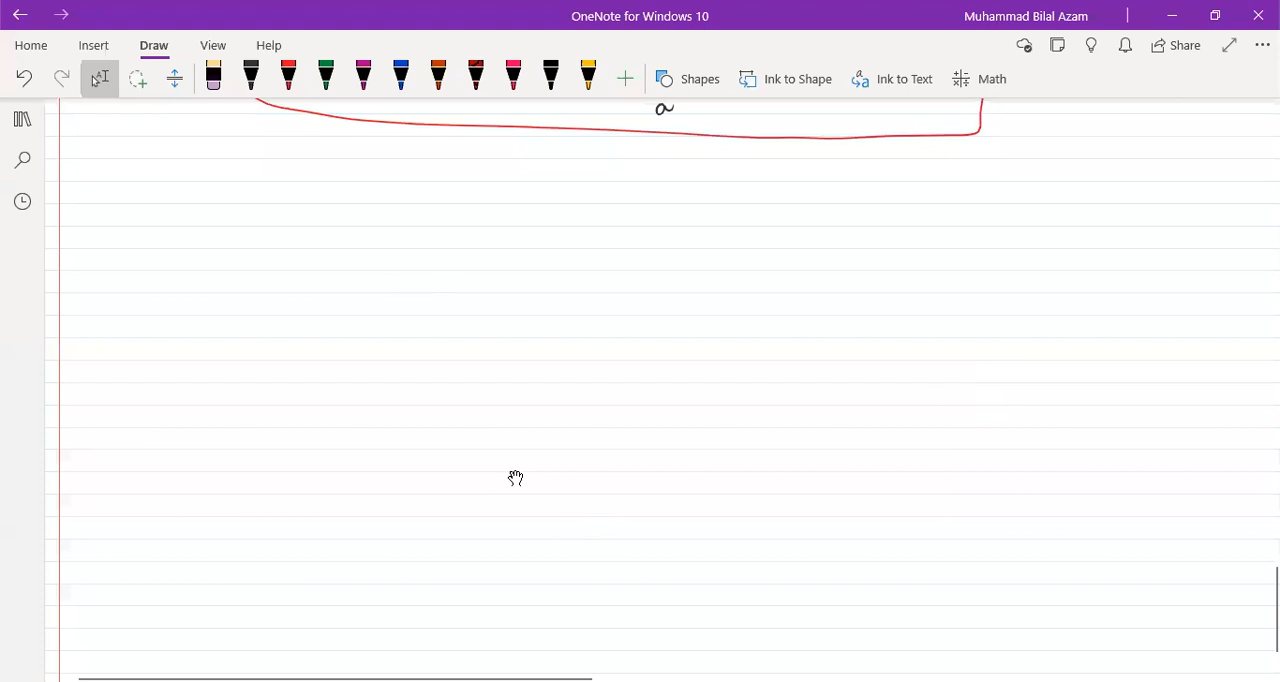 OneNote for Windows 10
Muhammad Bilal Azam
Home Insert Draw View Help
Share
Shapes Ink to Shape Ink to Text Math
a